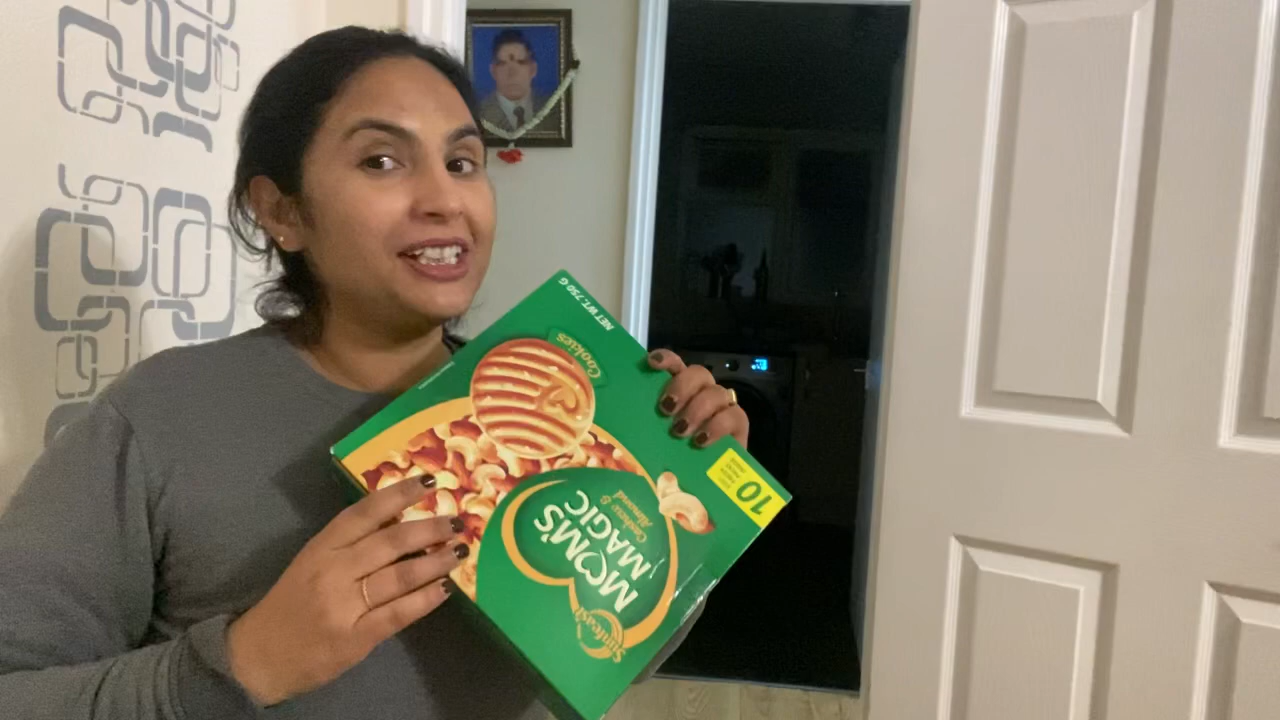 Sunfeast
MOM'S
MAGIC
Cashew &
Almond
Cookies
NET WT. 750 G
10